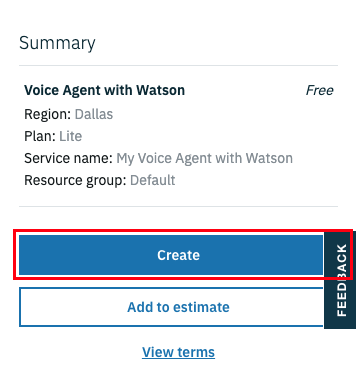 Summary
Voice Agent with Watson Free
Region: Dallas
Plan: Lite
Service name: My Voice Agent with Watson
Resource group: Default
Create
FEEDBACK
Add to estimate
View terms